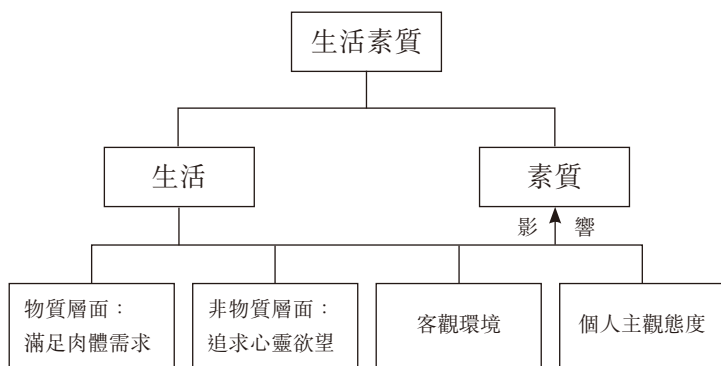 生活素質
生活
素質
影響
物質層面：
滿足肉體需求
非物質層面：
追求心靈欲望
客觀環境
個人主觀態度